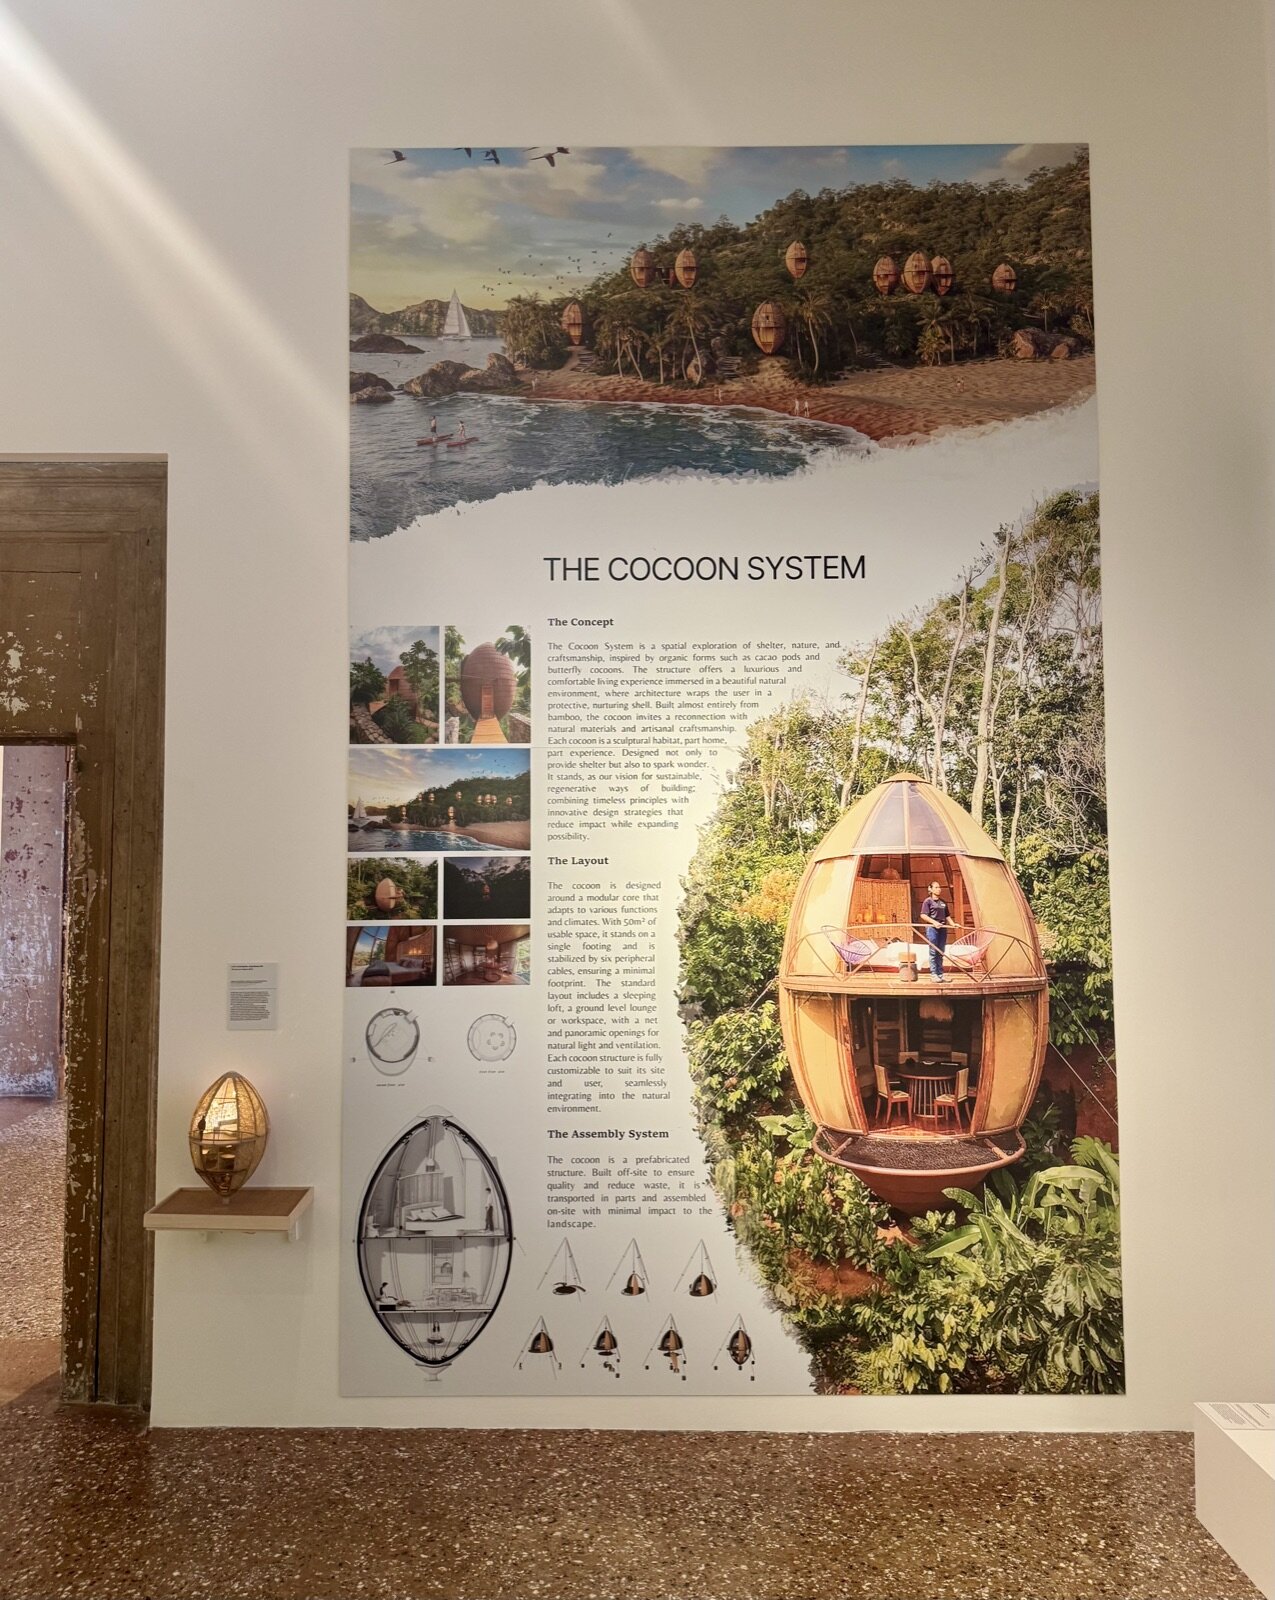 THE COCOON SYSTEM
The Concept
The Cocoon System is a spatial exploration of shelter, nature, and
craftsmanship, inspired by organic forms such as cacao pods and
butterfly cocoons. The structure offers a luxurious and
comfortable living experience immersed in a beautiful natural
environment, where architecture wraps the user in a
protective, nurturing shell. Built almost entirely from
bamboo, the cocoon invites a reconnection with
natural materials and artisanal craftsmanship.
Each cocoon is a sculptural habitat, part home,
part experience. Designed not only to
provide shelter but also to spark wonder.
It stands, as our vision for sustainable,
regenerative ways of building;
combining timeless principles with
innovative design strategies that
reduce impact while expanding
possibility.
The Layout
The cocoon is designed
around a modular core that
adapts to various functions
and climates. With 50m² of
usable space, it stands on a
single footing and is
stabilized by six peripheral
cables, ensuring a minimal
footprint. The standard
layout includes a sleeping
loft, a ground level lounge
or workspace, with a net
and panoramic openings for
natural light and ventilation.
Each cocoon structure is fully
customizable to suit its site
and user, seamlessly
integrating into the natural
environment.
The Assembly System
The cocoon is a prefabricated
structure. Built off-site to ensure
quality and reduce waste, it is
transported in parts and assembled
on-site with minimal impact to the
landscape.